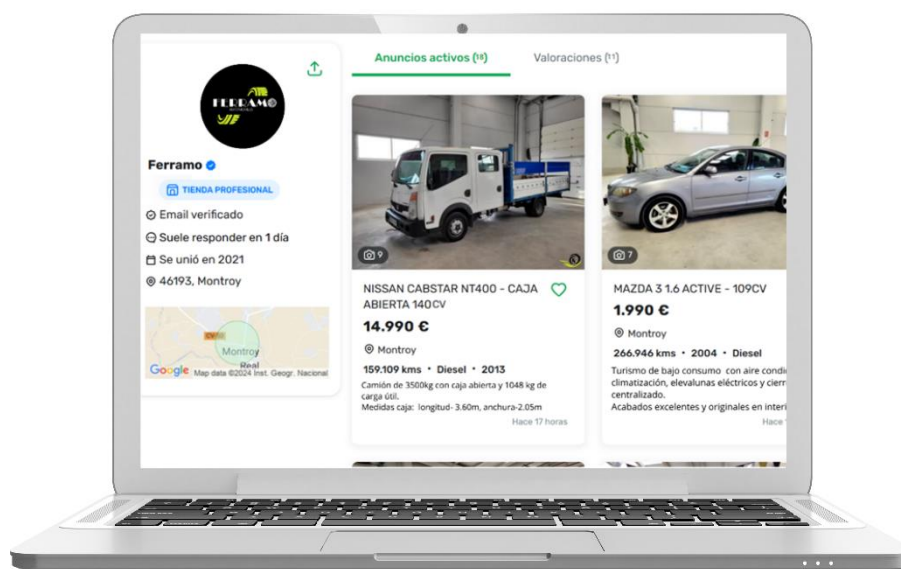 FERRAMO
Ferramo
TIENDA PROFESIONAL
Email verificado
Suele responder en 1 día
Se unió en 2021
46193, Montroy
Montroy
Real
Google
Map data ©2024 Inst. Geogr. Nacional
Anuncios activos (18)
Valoraciones (11)
9
NISSAN CABSTAR NT400 - CAJA
ABIERTA 140CV
14.990 €
Montroy
159.109 kms • Diesel • 2013
Camión de 3500kg con caja abierta y 1048 kg de
carga útil.
Medidas caja: longitud- 3.60m, anchura-2.05m
Hace 17 horas
7
MAZDA 3 1.6 ACTIVE - 109CV
1.990 €
Montroy
266.946 kms • 2004 • Diesel
Turismo de bajo consumo con aire condi
climatización, elevalunas eléctricos y cierr
centralizado.
Acabados excelentes y originales en interi
Hace